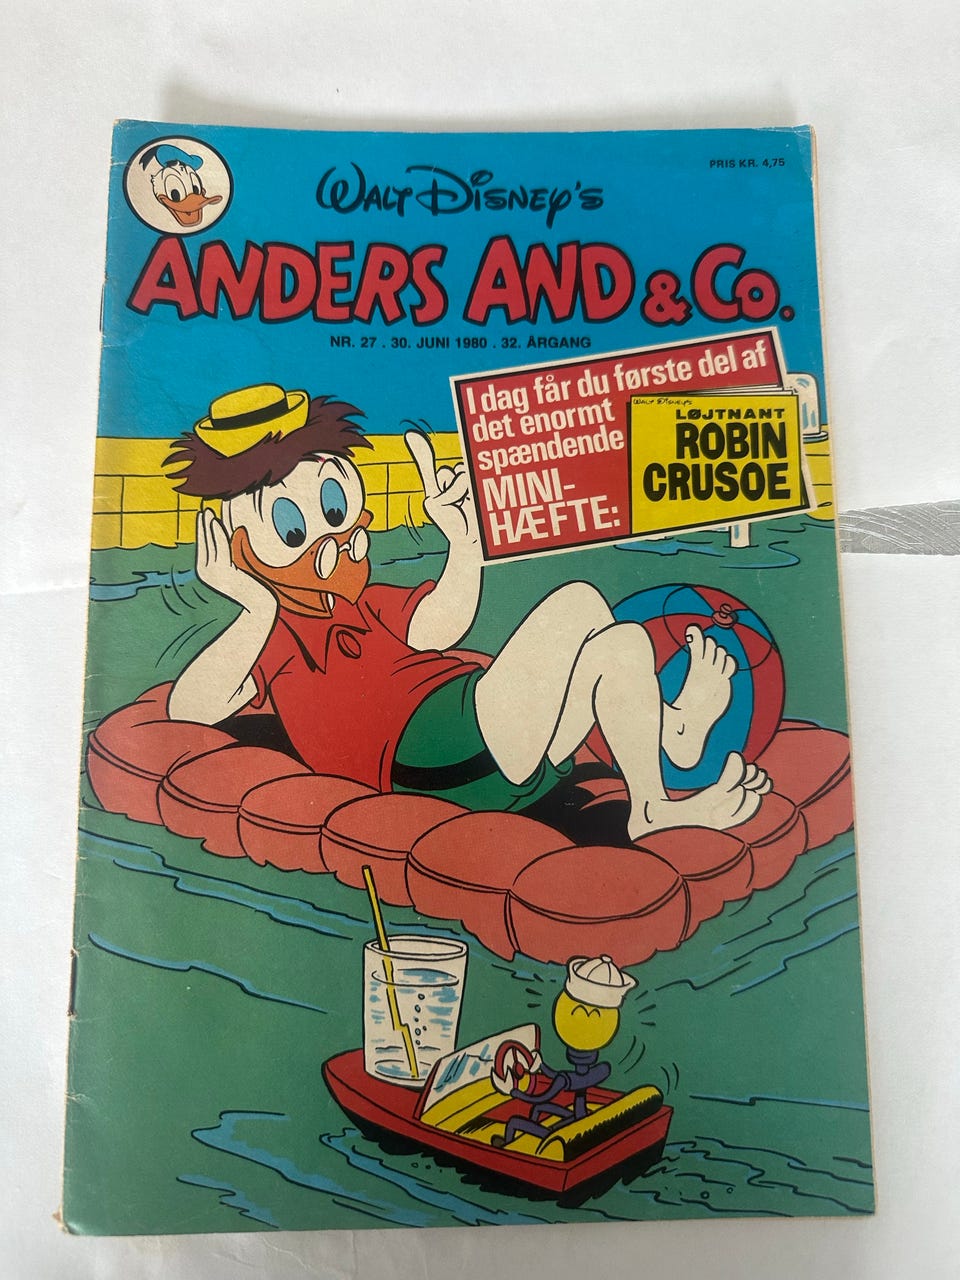 PRIS KR. 4,75
WALT DISNEY'S
ANDERS AND & CO.
NR. 27 . 30. JUNI 1980 . 32. ÅRGANG
I dag får du første del af
det enormt
spændende
MINI-
HÆFTE:
WALT DISNEY'S
LØJTNANT
ROBIN
CRUSOE